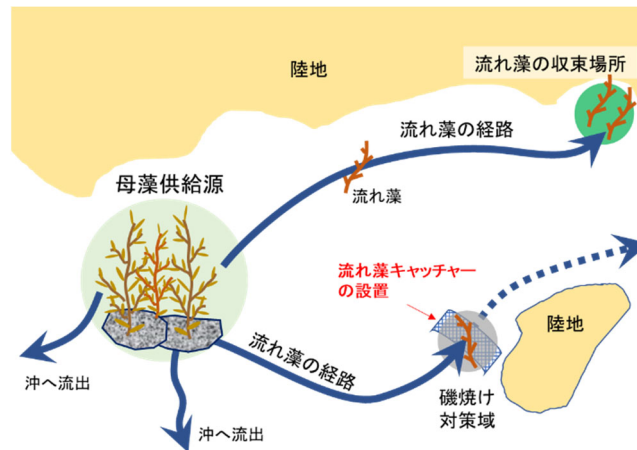 陸地
流れ藻の収束場所
流れ藻の経路
流れ藻
母藻供給源
流れ藻キャッチャー
の設置
陸地
流れ藻の経路
沖へ流出
沖へ流出
磯焼け
対策域